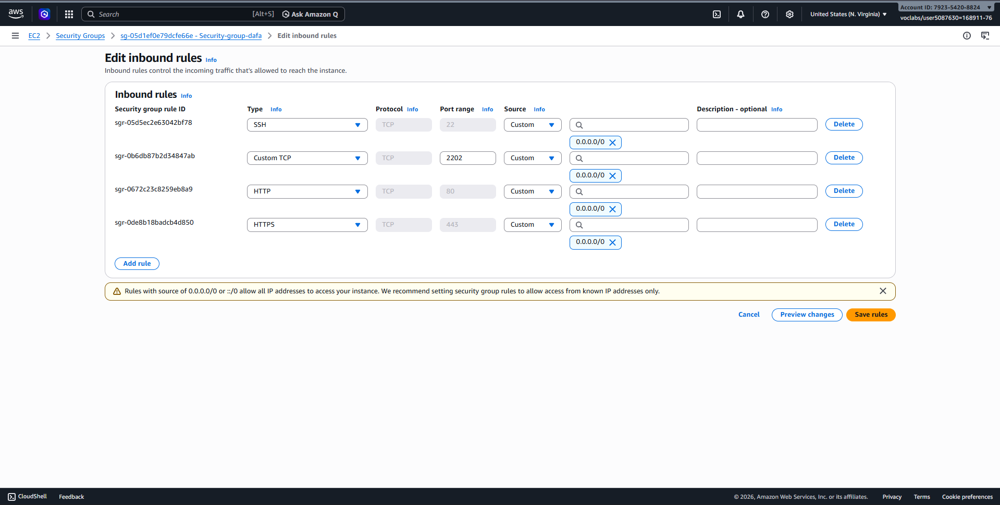 aws
Search [Alt+S] Ask Amazon Q
United States (N. Virginia)
Account ID: 7923-5420-8824
voclabs/user5087630=168911-76
EC2 > Security Groups > sg-05d1ef0e79dcfe66e - Security-group-dafa > Edit inbound rules
Edit inbound rules Info
Inbound rules control the incoming traffic that's allowed to reach the instance.
Inbound rules Info
Security group rule ID Type Info Protocol Info Port range Info Source Info Description - optional Info
sgr-05d5ec2e63042bf78 SSH TCP 22 Custom Delete
0.0.0.0/0
sgr-0b6db87b2d34847ab Custom TCP TCP 2202 Custom Delete
0.0.0.0/0
sgr-0672c23c8259eb8a9 HTTP TCP 80 Custom Delete
0.0.0.0/0
sgr-0de8b18badcb4d850 HTTPS TCP 443 Custom Delete
0.0.0.0/0
Add rule
Rules with source of 0.0.0.0/0 or ::/0 allow all IP addresses to access your instance. We recommend setting security group rules to allow access from known IP addresses only.
Cancel Preview changes Save rules
CloudShell Feedback © 2026, Amazon Web Services, Inc. or its affiliates. Privacy Terms Cookie preferences